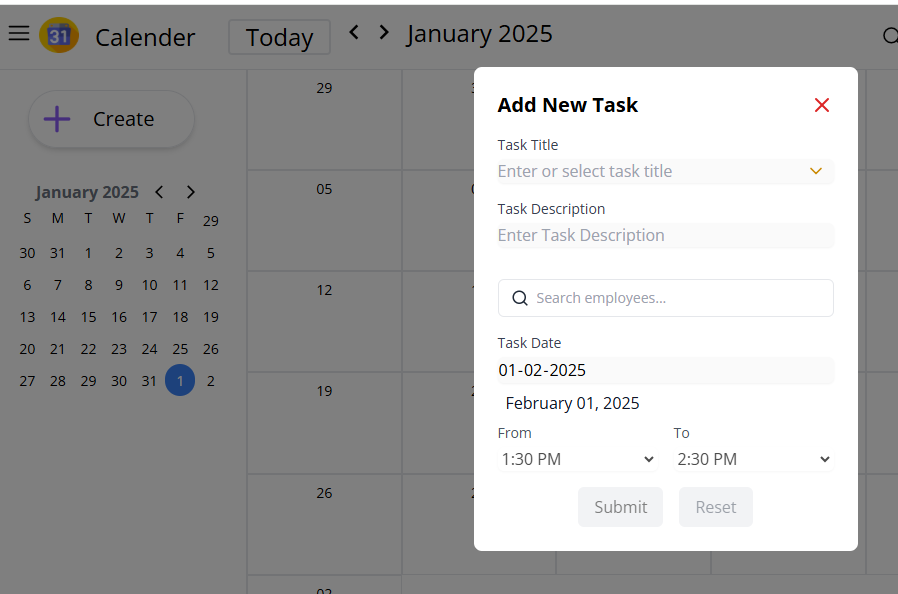 31 Calender Today January 2025
Create
January 2025
S M T W T F 29
30 31 1 2 3 4 5
6 7 8 9 10 11 12
13 14 15 16 17 18 19
20 21 22 23 24 25 26
27 28 29 30 31 1 2
29
05
12
19
26
Add New Task
Task Title
Enter or select task title
Task Description
Enter Task Description
Search employees...
Task Date
01-02-2025
February 01, 2025
From To
1:30 PM 2:30 PM
Submit Reset